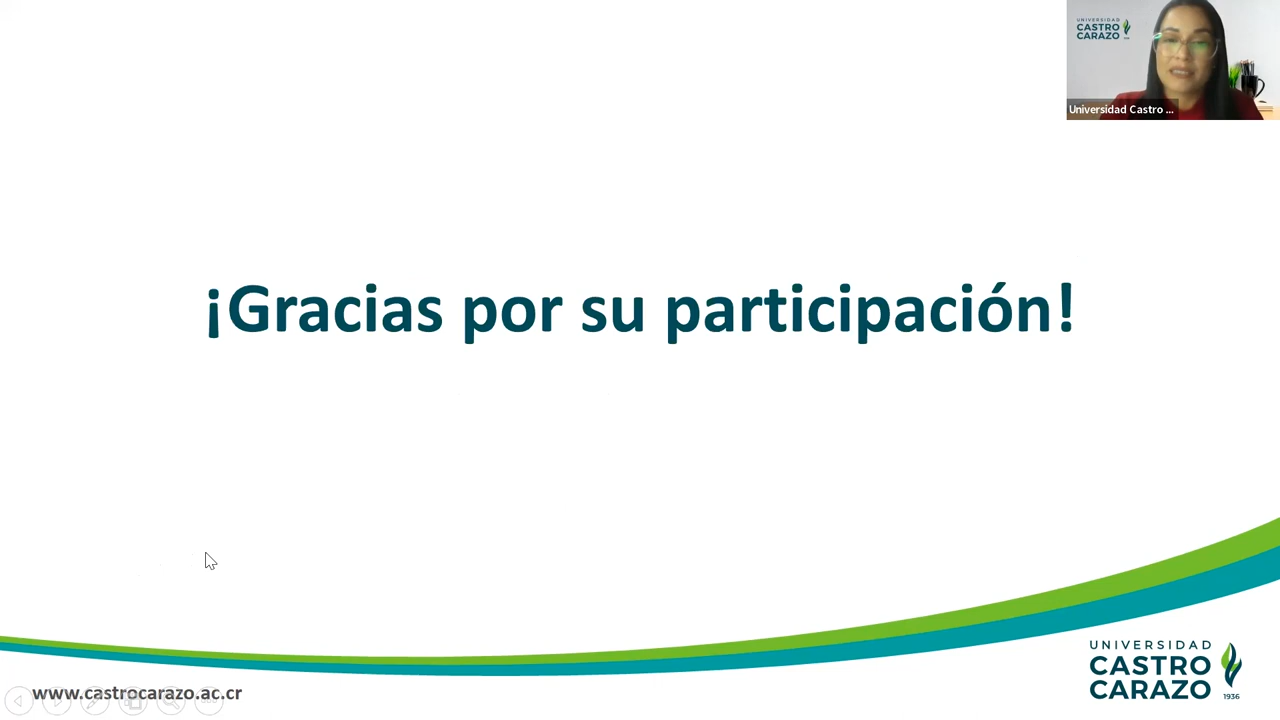 UNIVERSIDAD
CASTRO
CARAZO
Universidad Castro ...
¡Gracias por su participación!
www.castrocarazo.ac.cr
UNIVERSIDAD
CASTRO
CARAZO
1936